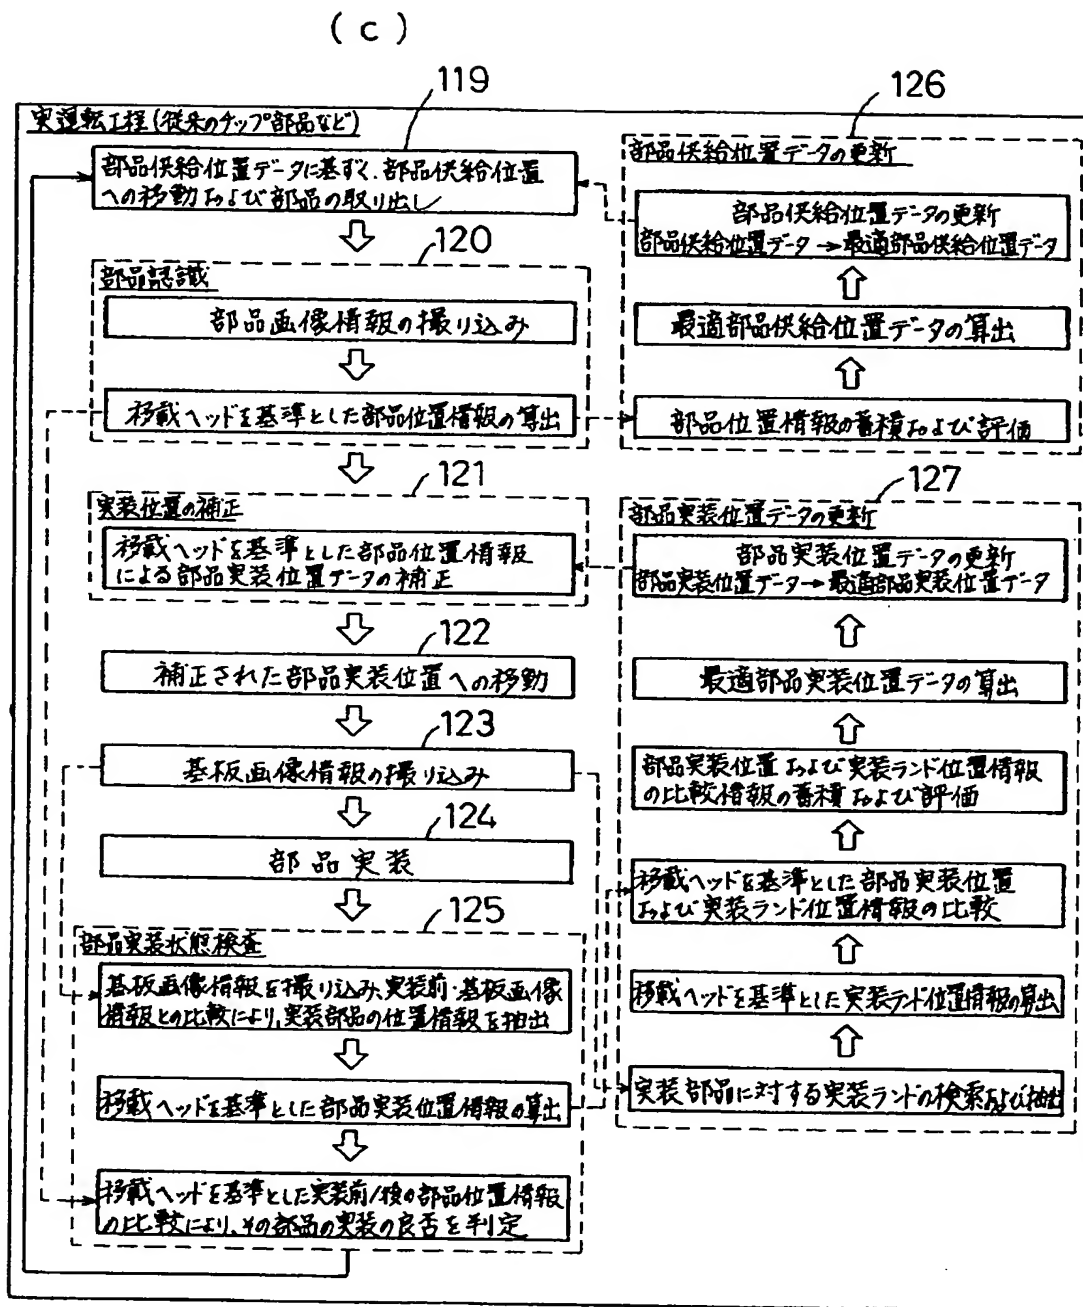 (c)
119
実運転工程(従来のチップ部品など)
部品供給位置データに基ずく、部品供給位置
への移動および部品の取り出し
120
部品認識
部品画像情報の撮り込み
移載ヘッドを基準とした部品位置情報の算出
121
実装位置の補正
移載ヘッドを基準とした部品位置情報
による部品実装位置データの補正
122
補正された部品実装位置への移動
123
基板画像情報の撮り込み
124
部品実装
125
部品実装状態検査
基板画像情報を撮り込み、実装前・基板画像
情報との比較により、実装部品の位置情報を抽出
移載ヘッドを基準とした部品実装位置情報の算出
移載ヘッドを基準とした実装前/後の部品位置情報
の比較により、その部品の実装の良否を判定
126
部品供給位置データの更新
部品供給位置データの更新
部品供給位置データ→最適部品供給位置データ
最適部品供給位置データの算出
部品位置情報の蓄積および評価
127
部品実装位置データの更新
部品実装位置データの更新
部品実装位置データ→最適部品実装位置データ
最適部品実装位置データの算出
部品実装位置および実装ランド位置情報
の比較情報の蓄積および評価
移載ヘッドを基準とした部品実装位置
および実装ランド位置情報の比較
移載ヘッドを基準とした実装ランド位置情報の算出
実装部品に対する実装ランドの検索および抽出